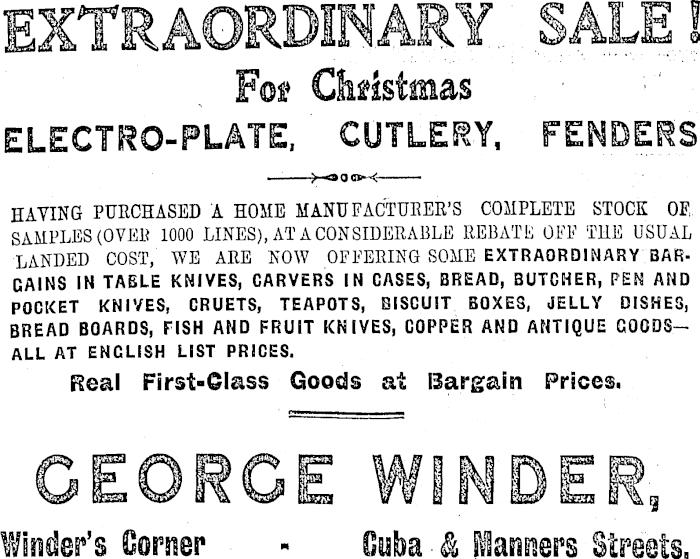 EXTRAORDINARY SALE!
For Christmas
ELECTRO-PLATE, CUTLERY, FENDERS
HAVING PURCHASED A HOME MANUFACTURER'S COMPLETE STOCK OF
SAMPLES (OVER 1000 LINES), AT A CONSIDERABLE REBATE OFF THE USUAL
LANDED COST, WE ARE NOW OFFERING SOME EXTRAORDINARY BAR-
GAINS IN TABLE KNIVES, CARVERS IN CASES, BREAD, BUTCHER, PEN AND
POCKET KNIVES, CRUETS, TEAPOTS, BISCUIT BOXES, JELLY DISHES,
BREAD BOARDS, FISH AND FRUIT KNIVES, COPPER AND ANTIQUE GOODS—
ALL AT ENGLISH LIST PRICES.
Real First-Class Goods at Bargain Prices.
GEORGE WINDER,
Winder's Corner - Cuba & Manners Streets.